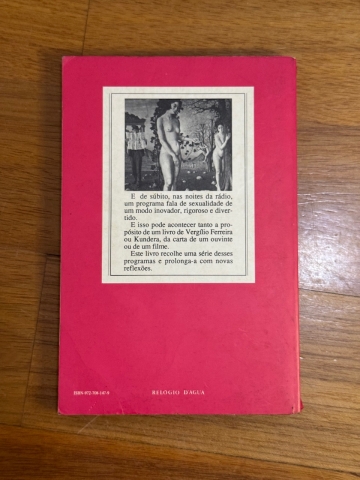 E de súbito, nas noites da rádio,
um programa fala de sexualidade de
um modo inovador, rigoroso e diver-
tido.
E isso pode acontecer tanto a pro-
pósito de um livro de Vergílio Ferreira
ou Kundera, da carta de um ouvinte
ou de um filme.
Este livro recolhe uma série desses
programas e prolonga-a com novas
reflexões.
RELÓGIO D'ÁGUA